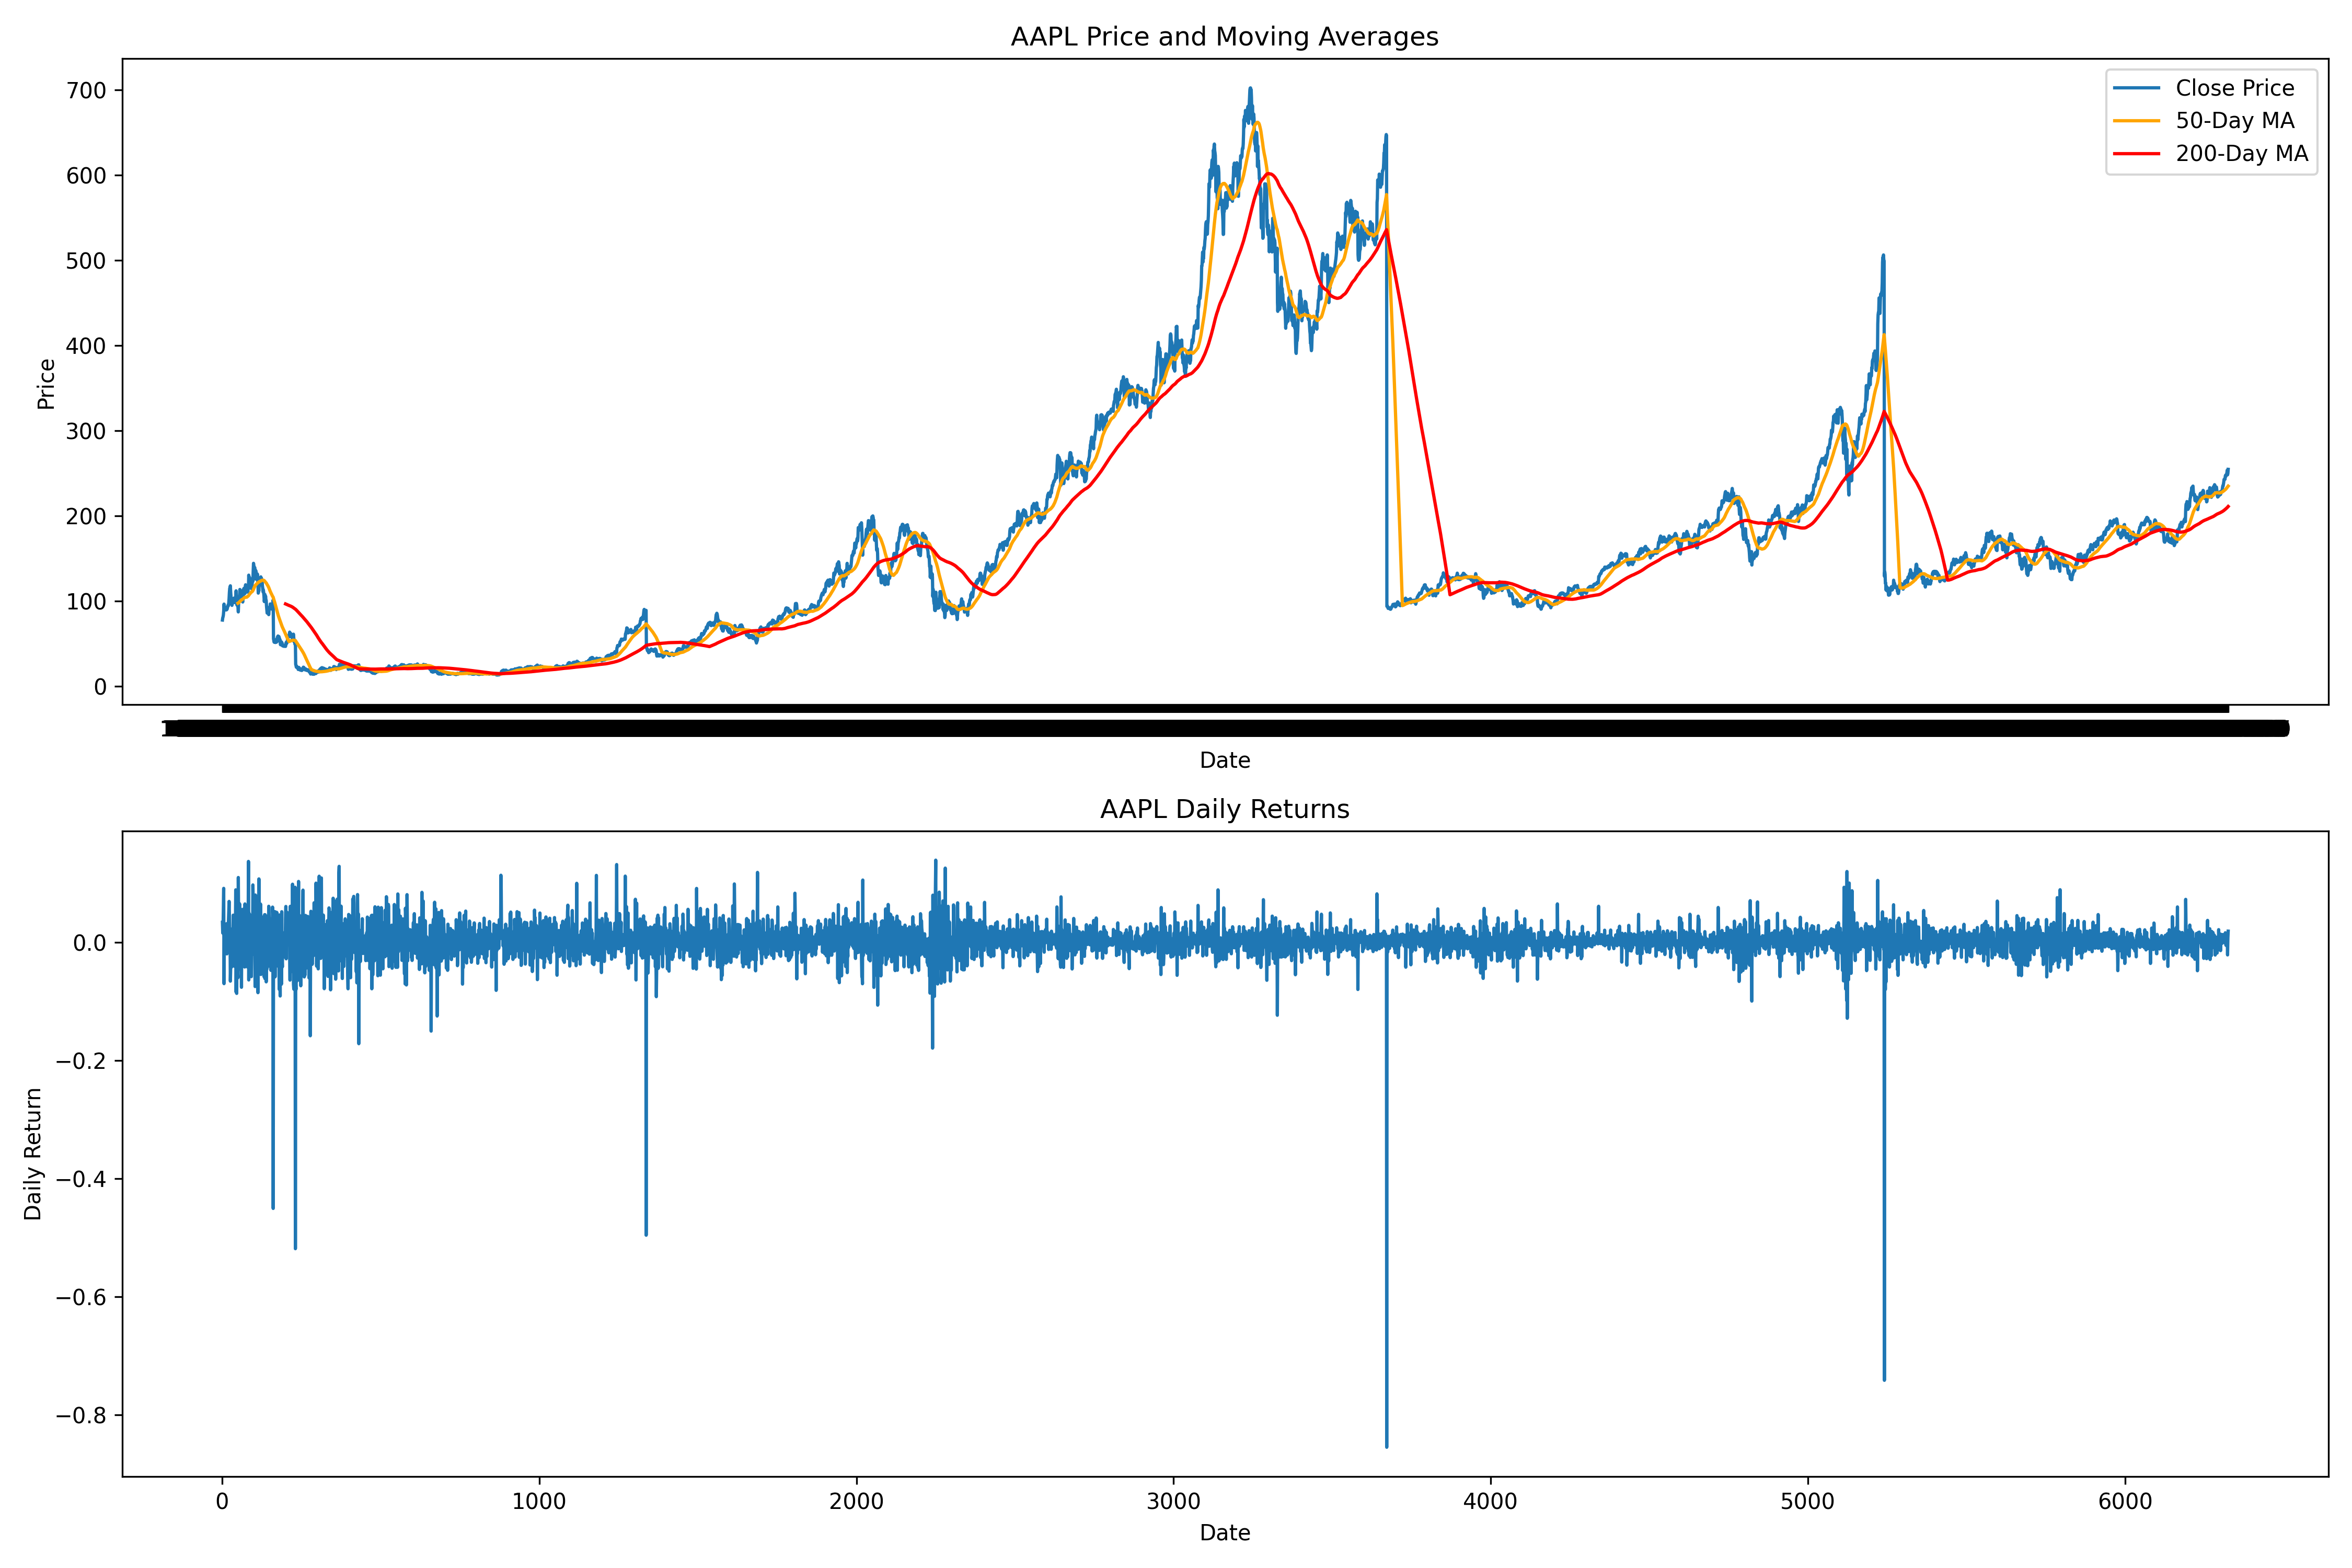 AAPL Price and Moving Averages
Close Price
50-Day MA
200-Day MA
Price
700
600
500
400
300
200
100
0
Date
AAPL Daily Returns
Daily Return
0.0
−0.2
−0.4
−0.6
−0.8
0
1000
2000
3000
4000
5000
6000
Date